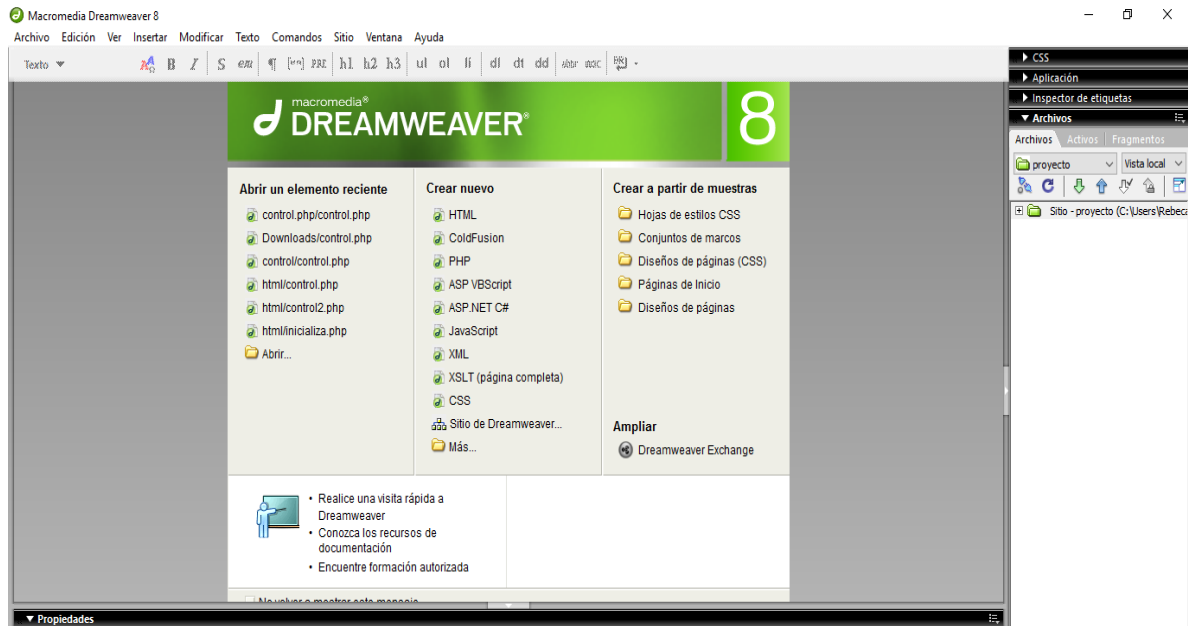 Macromedia Dreamweaver 8
Archivo Edición Ver Insertar Modificar Texto Comandos Sitio Ventana Ayuda
Texto B I S em ¶ PRE h1 h2 h3 ul ol li dl dt dd abbr BR
CSS
Aplicación
Inspector de etiquetas
Archivos
Archivos Activos Fragmentos
proyecto Vista local
Sitio - proyecto (C:\Users\Rebeca
macromedia®
DREAMWEAVER® 8
Abrir un elemento reciente
control.php/control.php
Downloads/control.php
control/control.php
html/control.php
html/control2.php
html/inicializa.php
Abrir...
Crear nuevo
HTML
ColdFusion
PHP
ASP VBScript
ASP.NET C#
JavaScript
XML
XSLT (página completa)
CSS
Sitio de Dreamweaver...
Más...
Crear a partir de muestras
Hojas de estilos CSS
Conjuntos de marcos
Diseños de páginas (CSS)
Páginas de Inicio
Diseños de páginas
Ampliar
Dreamweaver Exchange
• Realice una visita rápida a
Dreamweaver
• Conozca los recursos de
documentación
• Encuentre formación autorizada
No volver a mostrar este mensaje
Propiedades